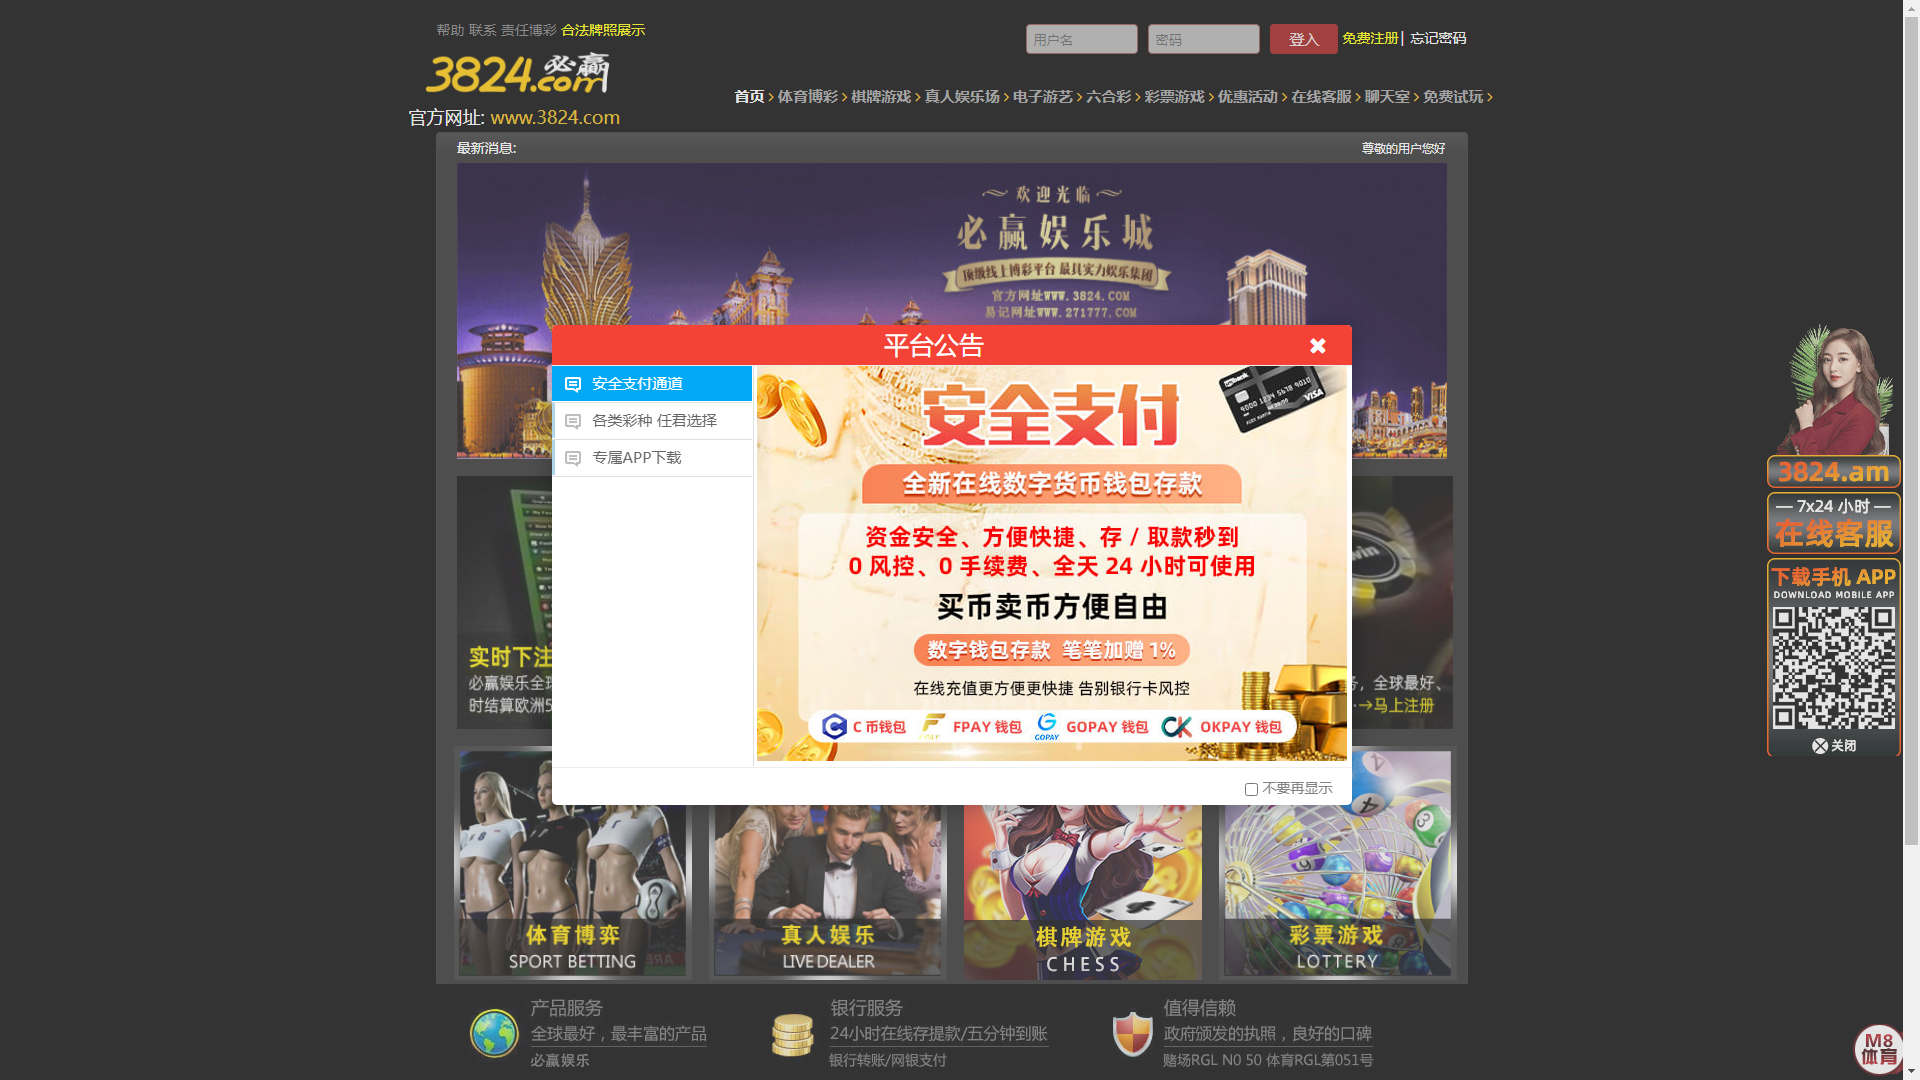 帮助 联系 责任博彩 合法牌照展示
用户名 密码 登入 免费注册| 忘记密码
3824.com 必赢
官方网址: www.3824.com
首页 体育博彩 棋牌游戏 真人娱乐场 电子游艺 六合彩 彩票游戏 优惠活动 在线客服 聊天室 免费试玩
最新消息:
尊敬的用户您好
欢迎光临
必赢娱乐城
顶级线上博彩平台 最具实力娱乐集团
官方网址WWW.3824.COM
易记网址WWW.271777.COM
平台公告
安全支付通道
各类彩种 任君选择
专属APP下载
安全支付
全新在线数字货币钱包存款
资金安全、方便快捷、存 / 取款秒到
0 风控、0 手续费、全天 24 小时可使用
买币卖币方便自由
数字钱包存款 笔笔加赠 1%
在线充值更方便更快捷 告别银行卡风控
C 币钱包 FPAY 钱包 GOPAY 钱包 OKPAY 钱包
不要再显示
实时下注
必赢娱乐全球
时结算欧洲5
，全球最好、
→马上注册
体育博弈
SPORT BETTING
真人娱乐
LIVE DEALER
棋牌游戏
CHESS
彩票游戏
LOTTERY
产品服务
全球最好，最丰富的产品
必赢娱乐
银行服务
24小时在线存提款/五分钟到账
银行转账/网银支付
值得信赖
政府颁发的执照，良好的口碑
赌场RGL N0 50 体育RGL第051号
3824.am
7x24 小时
在线客服
下载手机 APP
DOWNLOAD MOBILE APP
关闭
M8
体育